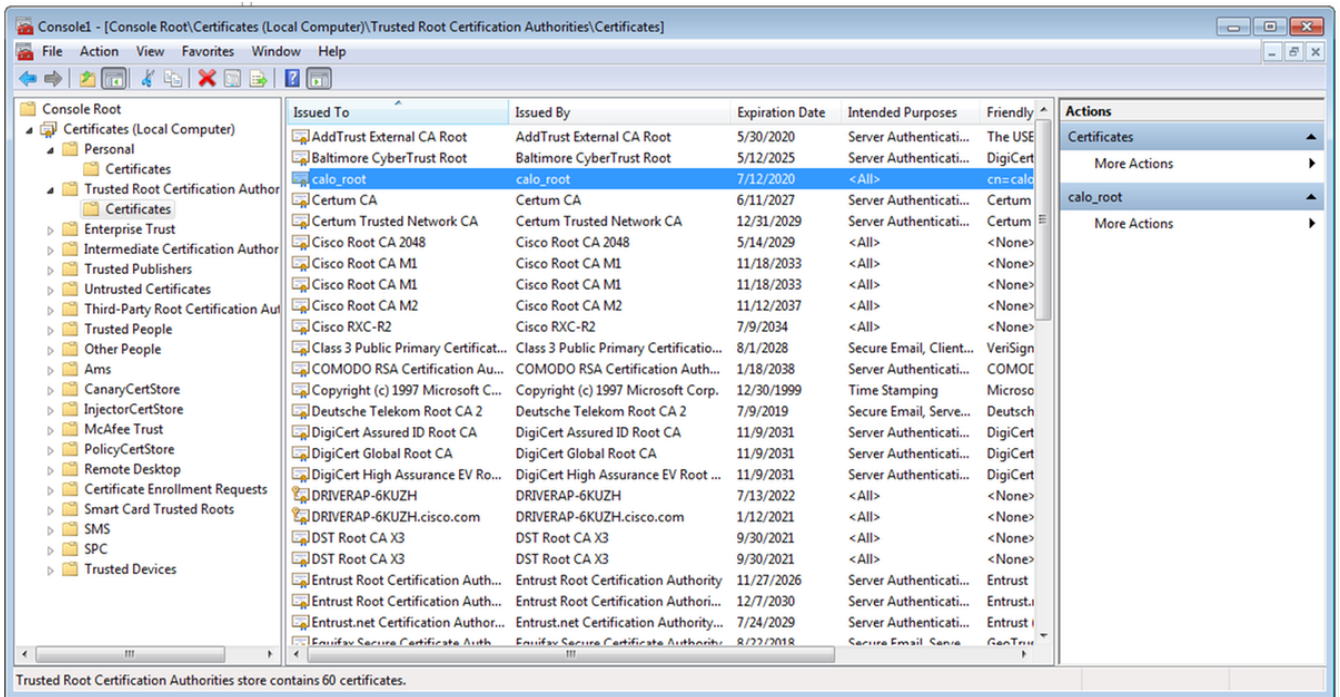 Console1 - [Console Root\Certificates (Local Computer)\Trusted Root Certification Authorities\Certificates]
File Action View Favorites Window Help
Console Root
Certificates (Local Computer)
Personal
Certificates
Trusted Root Certification Author
Certificates
Enterprise Trust
Intermediate Certification Author
Trusted Publishers
Untrusted Certificates
Third-Party Root Certification Aut
Trusted People
Other People
Ams
CanaryCertStore
InjectorCertStore
McAfee Trust
PolicyCertStore
Remote Desktop
Certificate Enrollment Requests
Smart Card Trusted Roots
SMS
SPC
Trusted Devices
Issued To Issued By Expiration Date Intended Purposes Friendly
AddTrust External CA Root AddTrust External CA Root 5/30/2020 Server Authenticati... The USE
Baltimore CyberTrust Root Baltimore CyberTrust Root 5/12/2025 Server Authenticati... DigiCert
calo_root calo_root 7/12/2020 <All> cn=calo
Certum CA Certum CA 6/11/2027 Server Authenticati... Certum
Certum Trusted Network CA Certum Trusted Network CA 12/31/2029 Server Authenticati... Certum
Cisco Root CA 2048 Cisco Root CA 2048 5/14/2029 <All> <None>
Cisco Root CA M1 Cisco Root CA M1 11/18/2033 <All> <None>
Cisco Root CA M1 Cisco Root CA M1 11/18/2033 <All> <None>
Cisco Root CA M2 Cisco Root CA M2 11/12/2037 <All> <None>
Cisco RXC-R2 Cisco RXC-R2 7/9/2034 <All> <None>
Class 3 Public Primary Certificat... Class 3 Public Primary Certificatio... 8/1/2028 Secure Email, Client... VeriSign
COMODO RSA Certification Au... COMODO RSA Certification Auth... 1/18/2038 Server Authenticati... COMOD
Copyright (c) 1997 Microsoft C... Copyright (c) 1997 Microsoft Corp. 12/30/1999 Time Stamping Microso
Deutsche Telekom Root CA 2 Deutsche Telekom Root CA 2 7/9/2019 Secure Email, Serve... Deutsch
DigiCert Assured ID Root CA DigiCert Assured ID Root CA 11/9/2031 Server Authenticati... DigiCert
DigiCert Global Root CA DigiCert Global Root CA 11/9/2031 Server Authenticati... DigiCert
DigiCert High Assurance EV Ro... DigiCert High Assurance EV Root ... 11/9/2031 Server Authenticati... DigiCert
DRIVERAP-6KUZH DRIVERAP-6KUZH 7/13/2022 <All> <None>
DRIVERAP-6KUZH.cisco.com DRIVERAP-6KUZH.cisco.com 1/12/2021 <All> <None>
DST Root CA X3 DST Root CA X3 9/30/2021 <All> <None>
DST Root CA X3 DST Root CA X3 9/30/2021 <All> <None>
Entrust Root Certification Auth... Entrust Root Certification Authority 11/27/2026 Server Authenticati... Entrust
Entrust Root Certification Auth... Entrust Root Certification Authori... 12/7/2030 Server Authenticati... Entrust.
Entrust.net Certification Author... Entrust.net Certification Authority... 7/24/2029 Server Authenticati... Entrust (
Equifax Secure Certificate Auth Equifax Secure Certificate Authority 8/22/2018 Secure Email, Serve GeoTrus
Actions
Certificates
More Actions
calo_root
More Actions
Trusted Root Certification Authorities store contains 60 certificates.